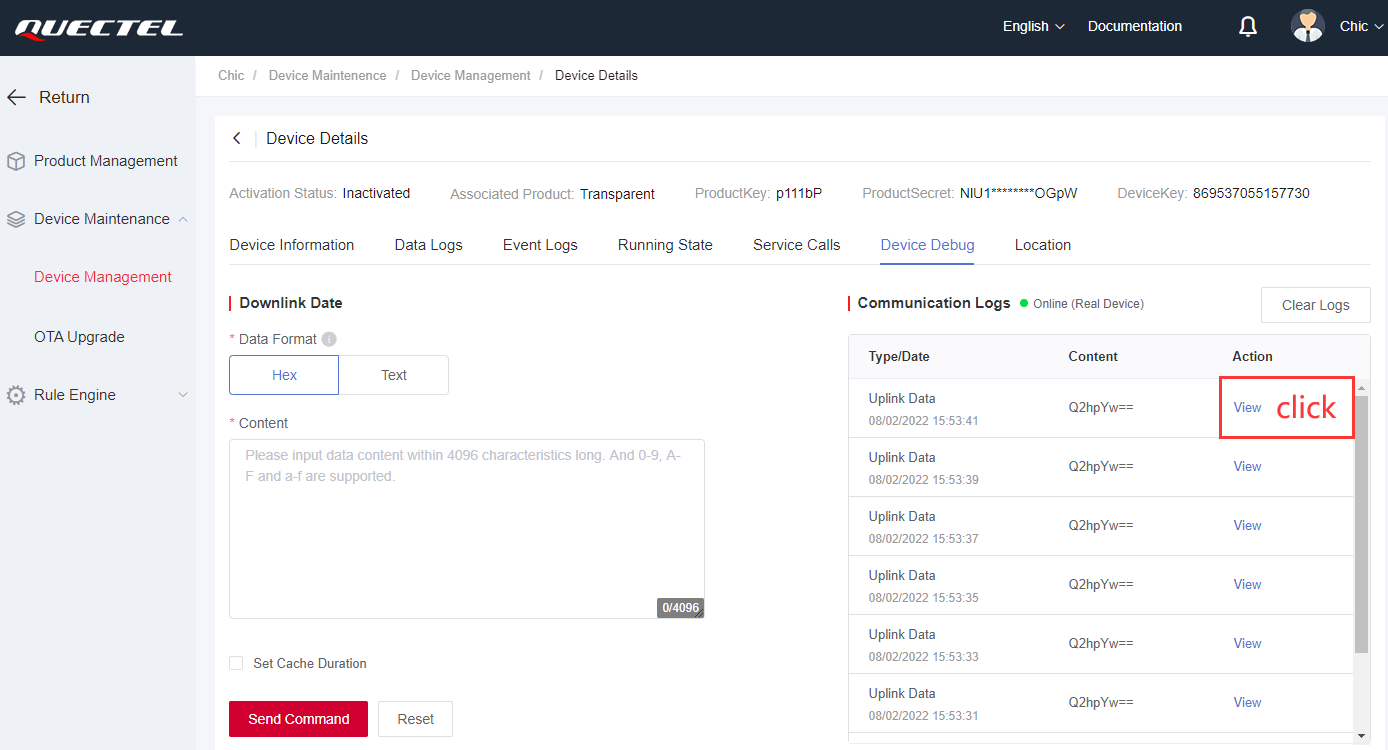 QUECTEL
English
Documentation
Chic
Return
Product Management
Device Maintenance
Device Management
OTA Upgrade
Rule Engine
Chic / Device Maintenence / Device Management / Device Details
Device Details
Activation Status: Inactivated
Associated Product: Transparent
ProductKey: p111bP
ProductSecret: NIU1********OGpW
DeviceKey: 869537055157730
Device Information
Data Logs
Event Logs
Running State
Service Calls
Device Debug
Location
Downlink Date
* Data Format i
Hex
Text
* Content
Please input data content within 4096 characteristics long. And 0-9, A-
F and a-f are supported.
0/4096
Set Cache Duration
Send Command
Reset
Communication Logs
Online (Real Device)
Clear Logs
Type/Date
Content
Action
Uplink Data
08/02/2022 15:53:41
Q2hpYw==
View
click
Uplink Data
08/02/2022 15:53:39
Q2hpYw==
View
Uplink Data
08/02/2022 15:53:37
Q2hpYw==
View
Uplink Data
08/02/2022 15:53:35
Q2hpYw==
View
Uplink Data
08/02/2022 15:53:33
Q2hpYw==
View
Uplink Data
08/02/2022 15:53:31
Q2hpYw==
View